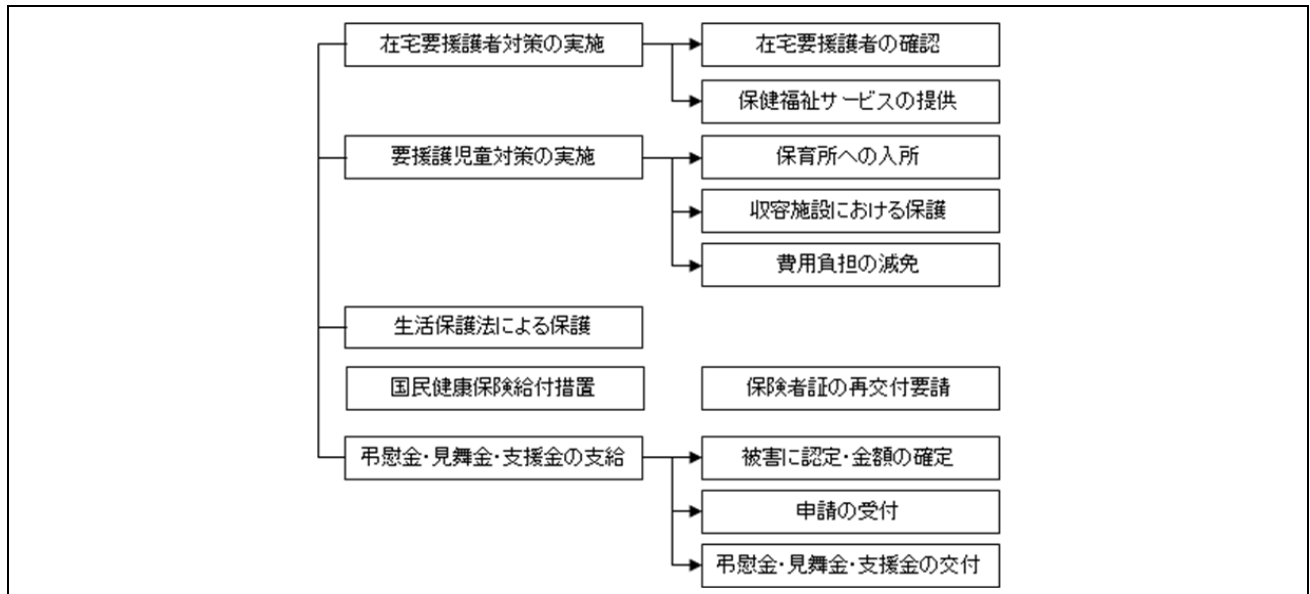 在宅要援護者対策の実施
在宅要援護者の確認
保健福祉サービスの提供
要援護児童対策の実施
保育所への入所
収容施設における保護
費用負担の減免
生活保護法による保護
国民健康保険給付措置
保険者証の再交付要請
弔慰金・見舞金・支援金の支給
被害に認定・金額の確定
申請の受付
弔慰金・見舞金・支援金の交付